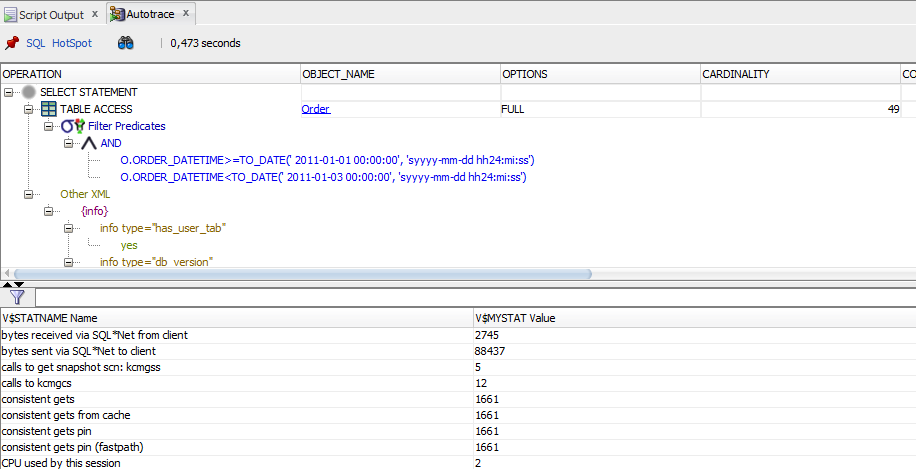 Script Output x Autotrace x
SQL HotSpot 0,473 seconds
OPERATION OBJECT_NAME OPTIONS CARDINALITY CO
SELECT STATEMENT
TABLE ACCESS Order FULL 49
Filter Predicates
AND
O.ORDER_DATETIME>=TO_DATE(' 2011-01-01 00:00:00', 'syyyy-mm-dd hh24:mi:ss')
O.ORDER_DATETIME<TO_DATE(' 2011-01-03 00:00:00', 'syyyy-mm-dd hh24:mi:ss')
Other XML
{info}
info type="has_user_tab"
yes
info type="db_version"
V$STATNAME Name V$MYSTAT Value
bytes received via SQL*Net from client 2745
bytes sent via SQL*Net to client 88437
calls to get snapshot scn: kcmgss 5
calls to kcmgcs 12
consistent gets 1661
consistent gets from cache 1661
consistent gets pin 1661
consistent gets pin (fastpath) 1661
CPU used by this session 2